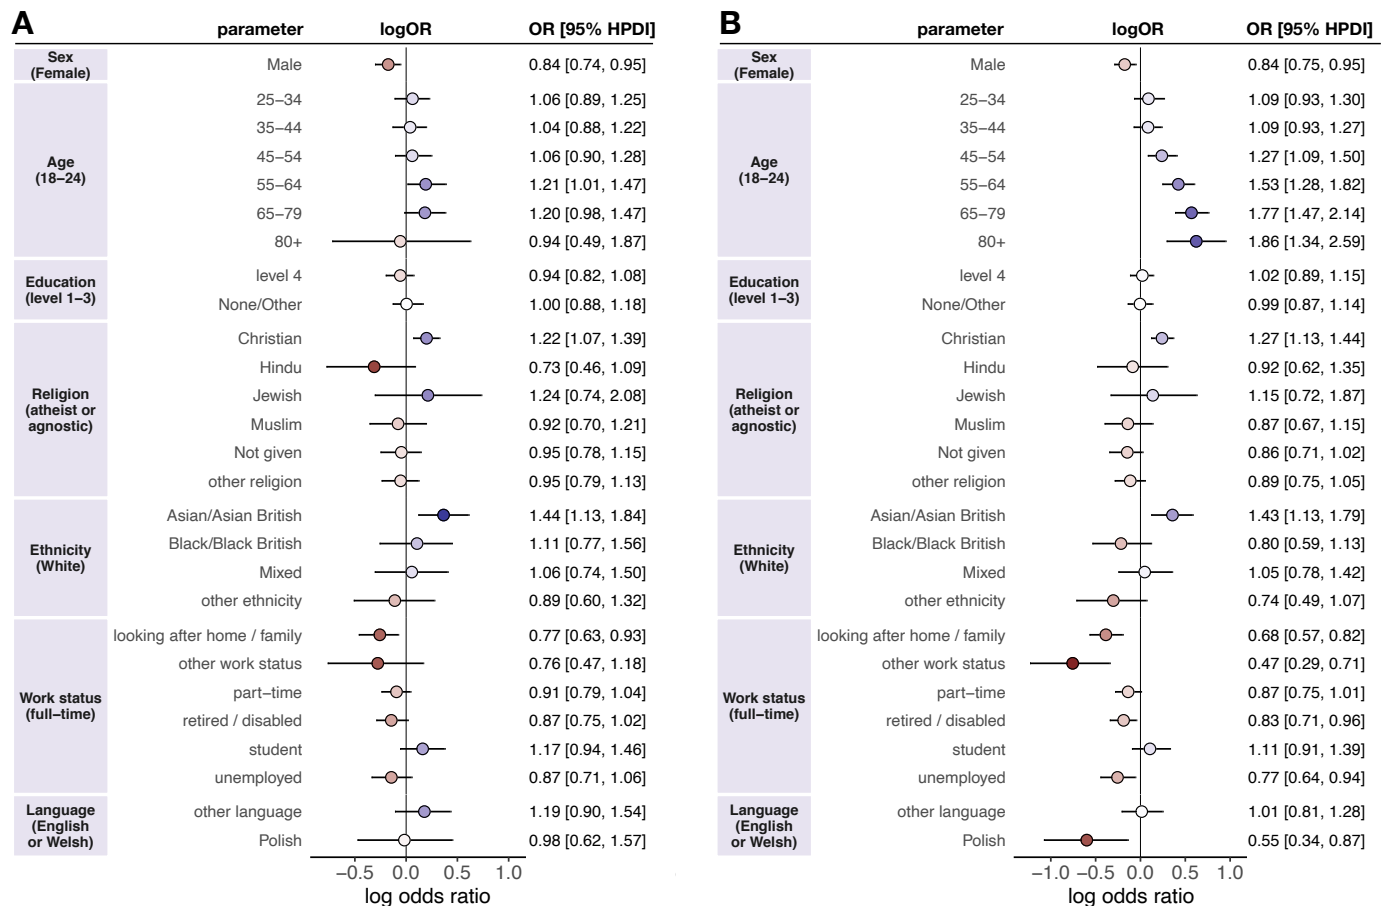 A
parameter logOR OR [95% HPDI]
Sex
(Female)
Male 0.84 [0.74, 0.95]
Age
(18−24)
25−34 1.06 [0.89, 1.25]
35−44 1.04 [0.88, 1.22]
45−54 1.06 [0.90, 1.28]
55−64 1.21 [1.01, 1.47]
65−79 1.20 [0.98, 1.47]
80+ 0.94 [0.49, 1.87]
Education
(level 1−3)
level 4 0.94 [0.82, 1.08]
None/Other 1.00 [0.88, 1.18]
Religion
(atheist or
agnostic)
Christian 1.22 [1.07, 1.39]
Hindu 0.73 [0.46, 1.09]
Jewish 1.24 [0.74, 2.08]
Muslim 0.92 [0.70, 1.21]
Not given 0.95 [0.78, 1.15]
other religion 0.95 [0.79, 1.13]
Ethnicity
(White)
Asian/Asian British 1.44 [1.13, 1.84]
Black/Black British 1.11 [0.77, 1.56]
Mixed 1.06 [0.74, 1.50]
other ethnicity 0.89 [0.60, 1.32]
Work status
(full−time)
looking after home / family 0.77 [0.63, 0.93]
other work status 0.76 [0.47, 1.18]
part−time 0.91 [0.79, 1.04]
retired / disabled 0.87 [0.75, 1.02]
student 1.17 [0.94, 1.46]
unemployed 0.87 [0.71, 1.06]
Language
(English
or Welsh)
other language 1.19 [0.90, 1.54]
Polish 0.98 [0.62, 1.57]
−0.5 0.0 0.5 1.0
log odds ratio
B
parameter logOR OR [95% HPDI]
Sex
(Female)
Male 0.84 [0.75, 0.95]
Age
(18−24)
25−34 1.09 [0.93, 1.30]
35−44 1.09 [0.93, 1.27]
45−54 1.27 [1.09, 1.50]
55−64 1.53 [1.28, 1.82]
65−79 1.77 [1.47, 2.14]
80+ 1.86 [1.34, 2.59]
Education
(level 1−3)
level 4 1.02 [0.89, 1.15]
None/Other 0.99 [0.87, 1.14]
Religion
(atheist or
agnostic)
Christian 1.27 [1.13, 1.44]
Hindu 0.92 [0.62, 1.35]
Jewish 1.15 [0.72, 1.87]
Muslim 0.87 [0.67, 1.15]
Not given 0.86 [0.71, 1.02]
other religion 0.89 [0.75, 1.05]
Ethnicity
(White)
Asian/Asian British 1.43 [1.13, 1.79]
Black/Black British 0.80 [0.59, 1.13]
Mixed 1.05 [0.78, 1.42]
other ethnicity 0.74 [0.49, 1.07]
Work status
(full−time)
looking after home / family 0.68 [0.57, 0.82]
other work status 0.47 [0.29, 0.71]
part−time 0.87 [0.75, 1.01]
retired / disabled 0.83 [0.71, 0.96]
student 1.11 [0.91, 1.39]
unemployed 0.77 [0.64, 0.94]
Language
(English
or Welsh)
other language 1.01 [0.81, 1.28]
Polish 0.55 [0.34, 0.87]
−1.0 −0.5 0.0 0.5 1.0
log odds ratio